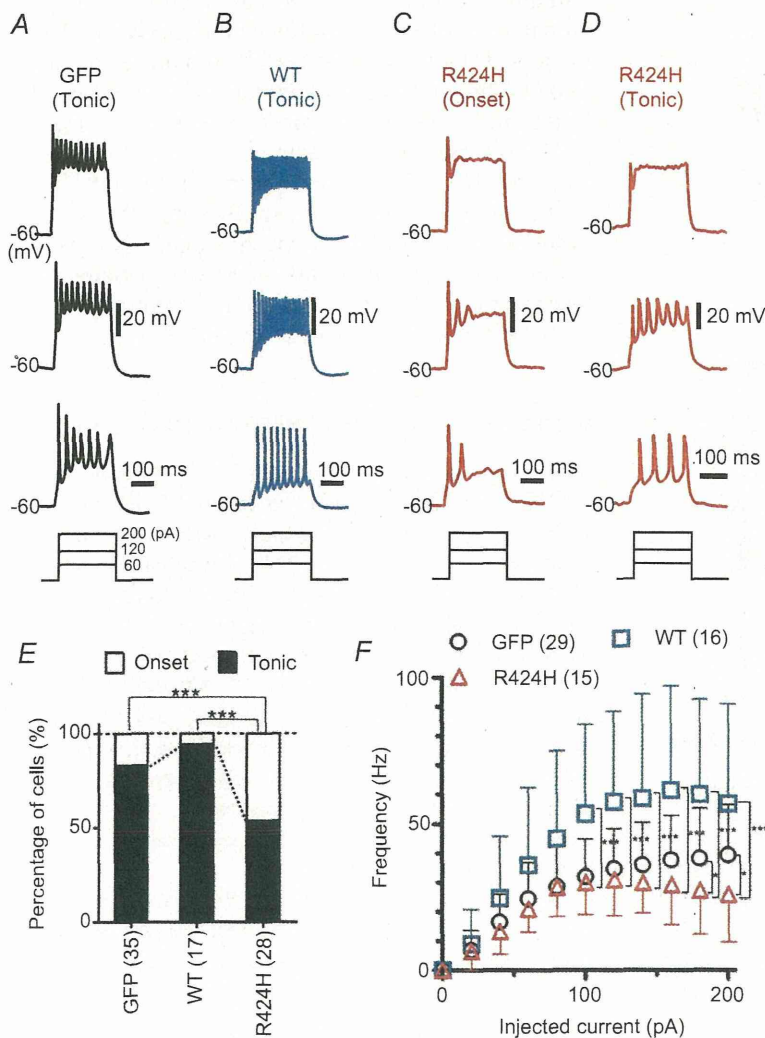 A
B
C
D
GFP
(Tonic)
WT
(Tonic)
R424H
(Onset)
R424H
(Tonic)
-60
(mV)
-60
-60
-60
20 mV
20 mV
20 mV
20 mV
-60
-60
-60
-60
100 ms
100 ms
100 ms
100 ms
-60
-60
-60
-60
200 (pA)
120
60
E
Onset
Tonic
***
***
100
50
0
Percentage of cells (%)
GFP (35)
WT (17)
R424H (28)
F
GFP (29)
WT (16)
R424H (15)
100
50
0
Frequency (Hz)
***
***
***
***
***
***
*
*
0
100
200
Injected current (pA)